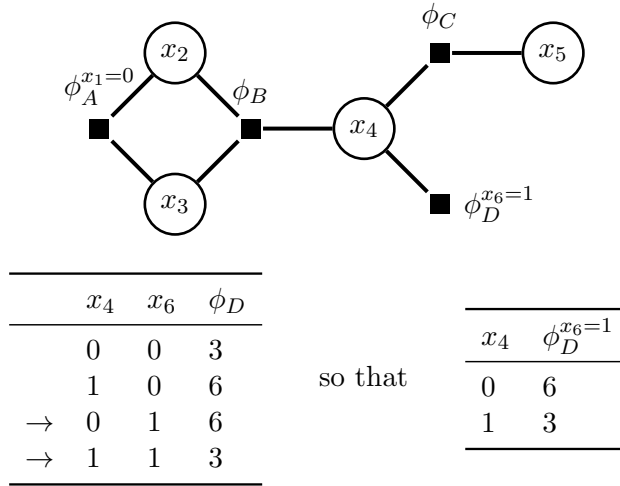 ϕ_C
x_2 x_5
ϕ_A^{x_1=0} ϕ_B
x_4
x_3 ϕ_D^{x_6=1}
x_4 x_6 ϕ_D
0 0 3
1 0 6
→ 0 1 6
→ 1 1 3
so that
x_4 ϕ_D^{x_6=1}
0 6
1 3